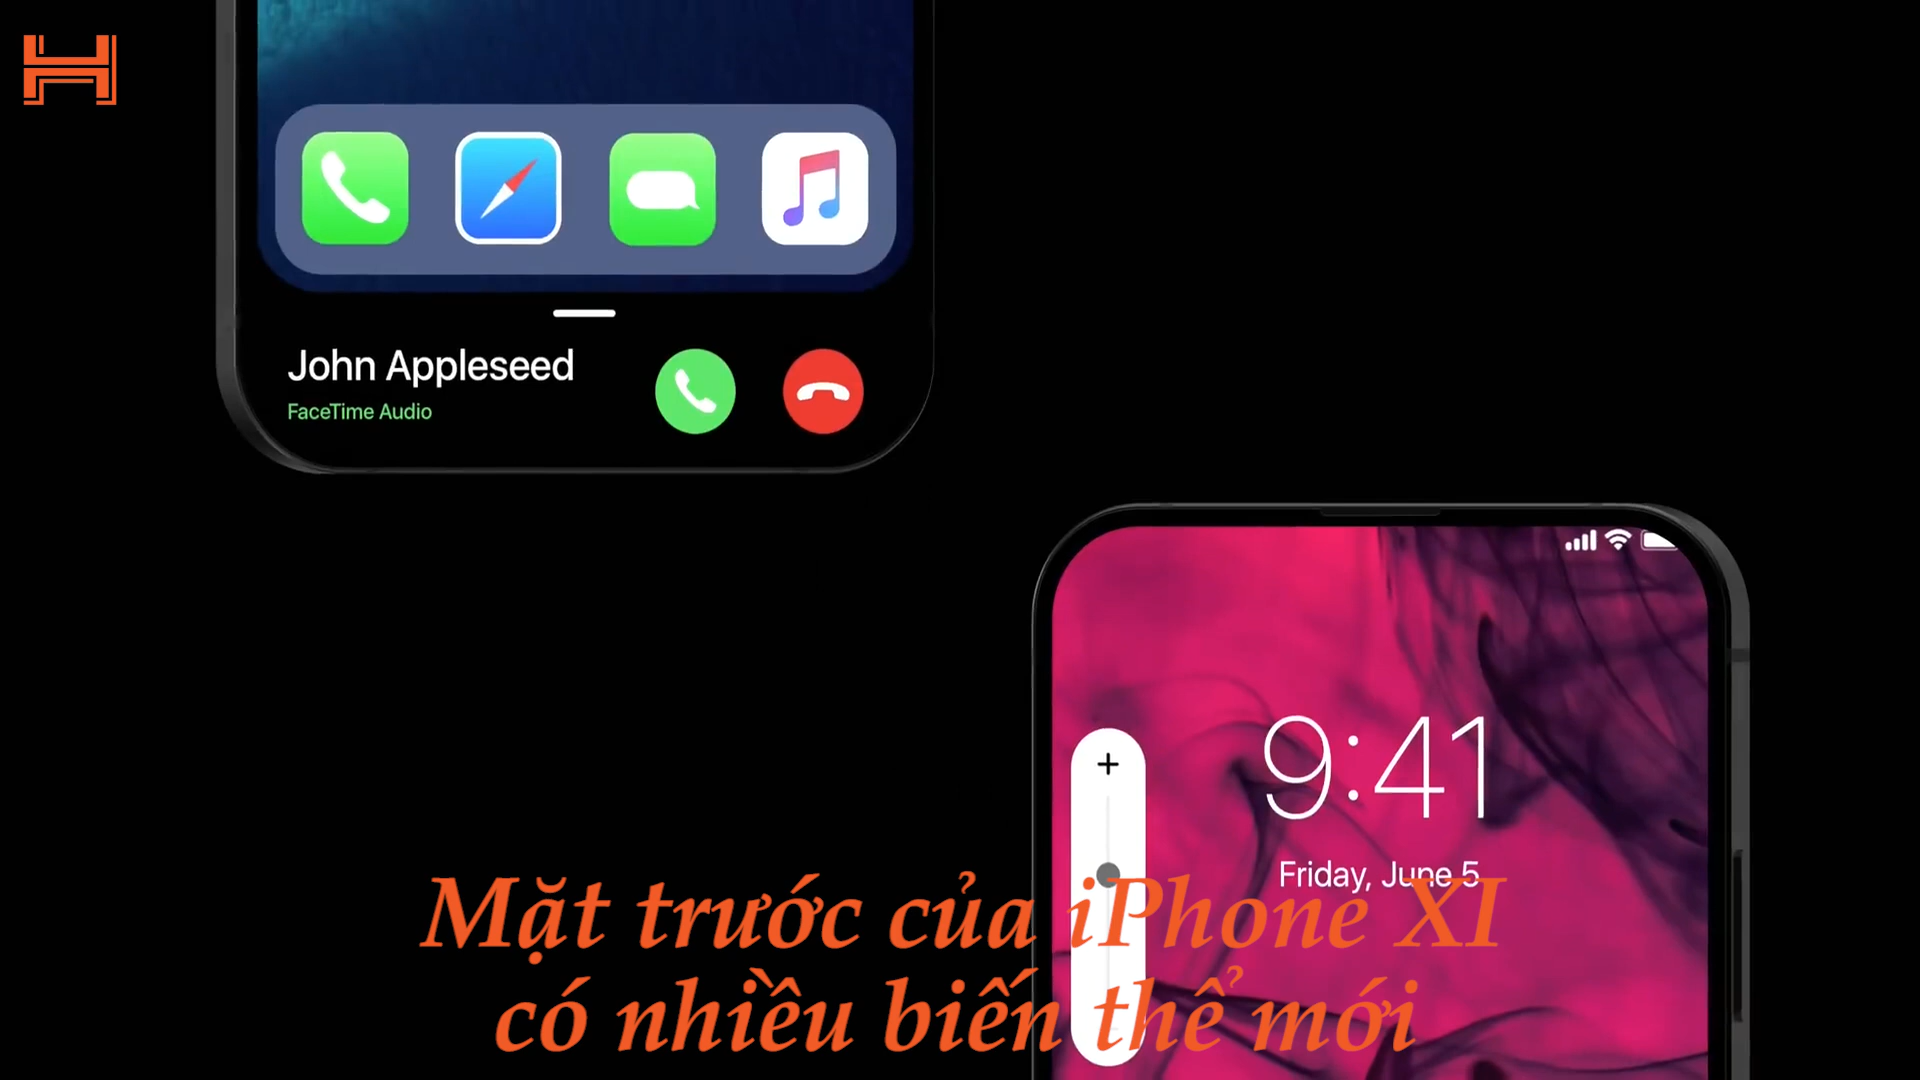 John Appleseed
FaceTime Audio
+
9:41
Friday, June 5
Mặt trước của iPhone XI
có nhiều biến thể mới